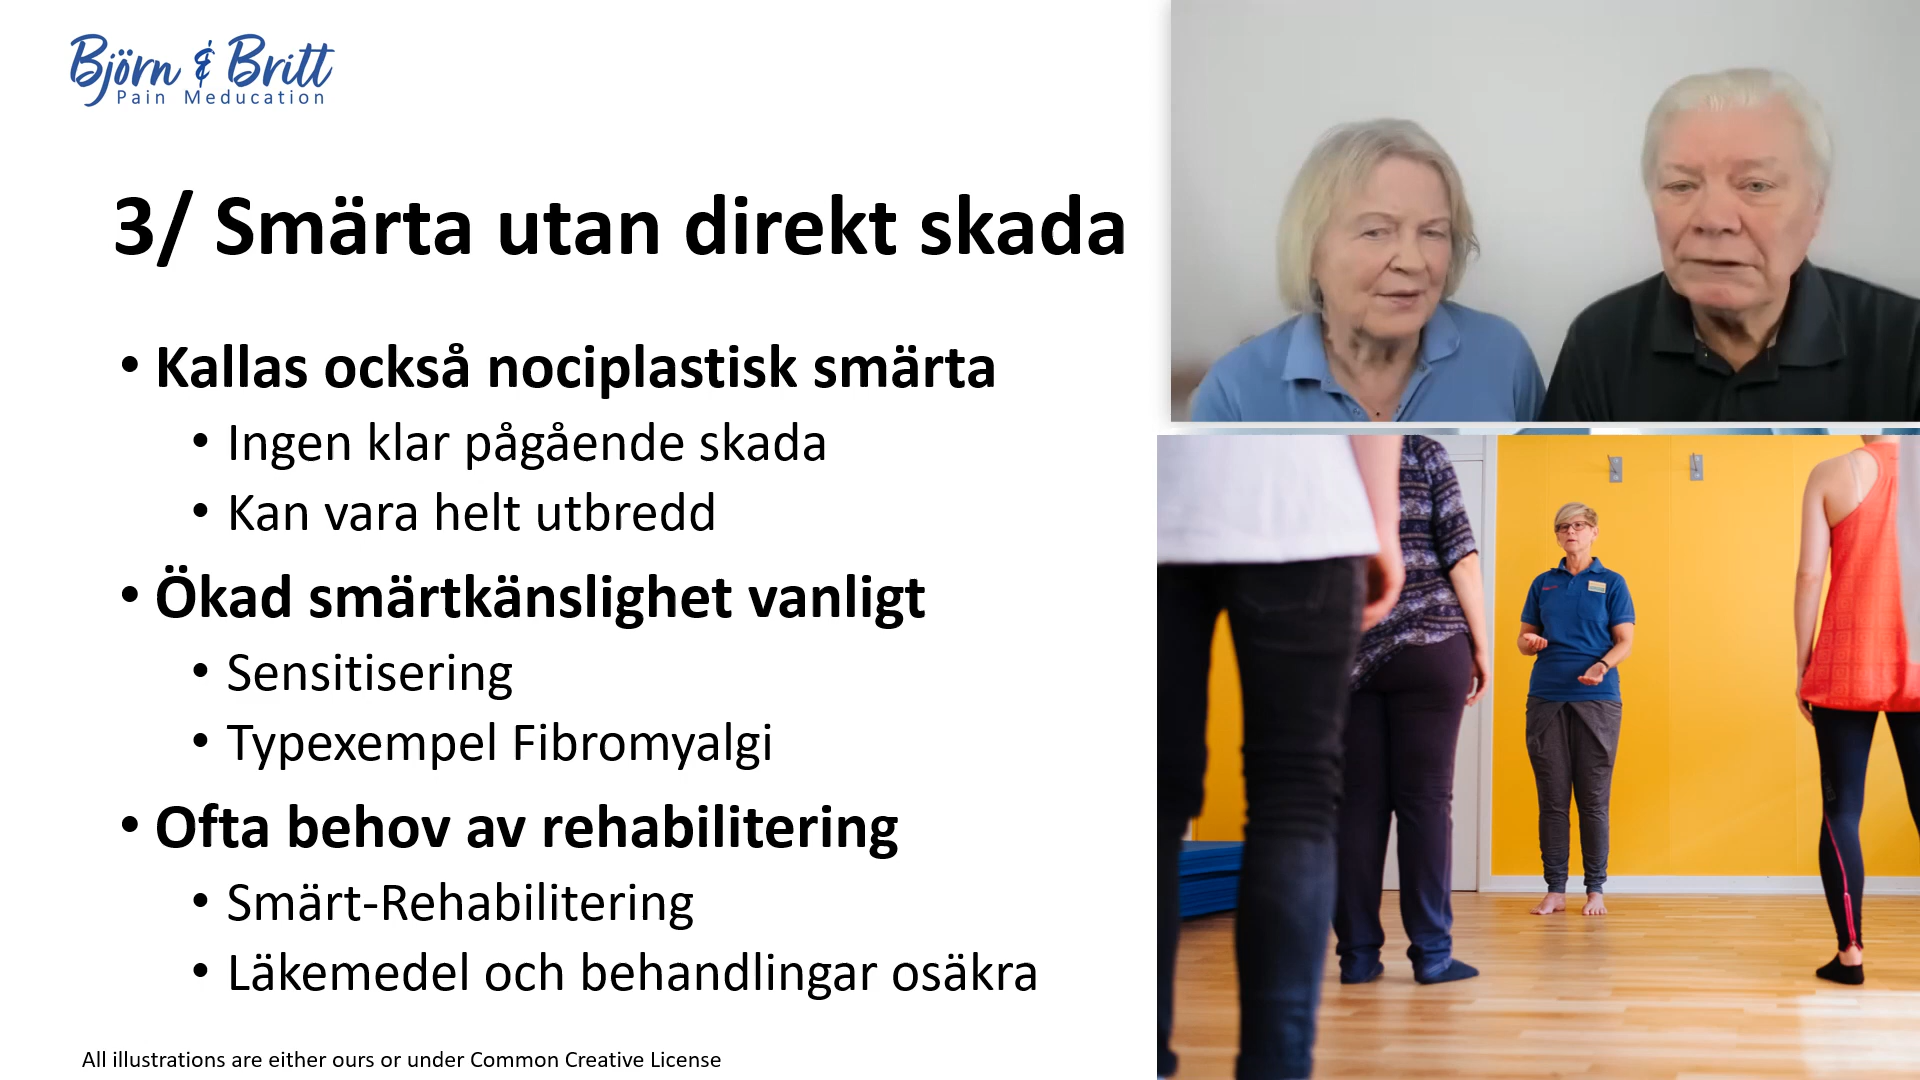 Björn & Britt
Pain Meducation
3/ Smärta utan direkt skada
• Kallas också nociplastisk smärta
• Ingen klar pågående skada
• Kan vara helt utbredd
• Ökad smärtkänslighet vanligt
• Sensitisering
• Typexempel Fibromyalgi
• Ofta behov av rehabilitering
• Smärt-Rehabilitering
• Läkemedel och behandlingar osäkra
All illustrations are either ours or under Common Creative License